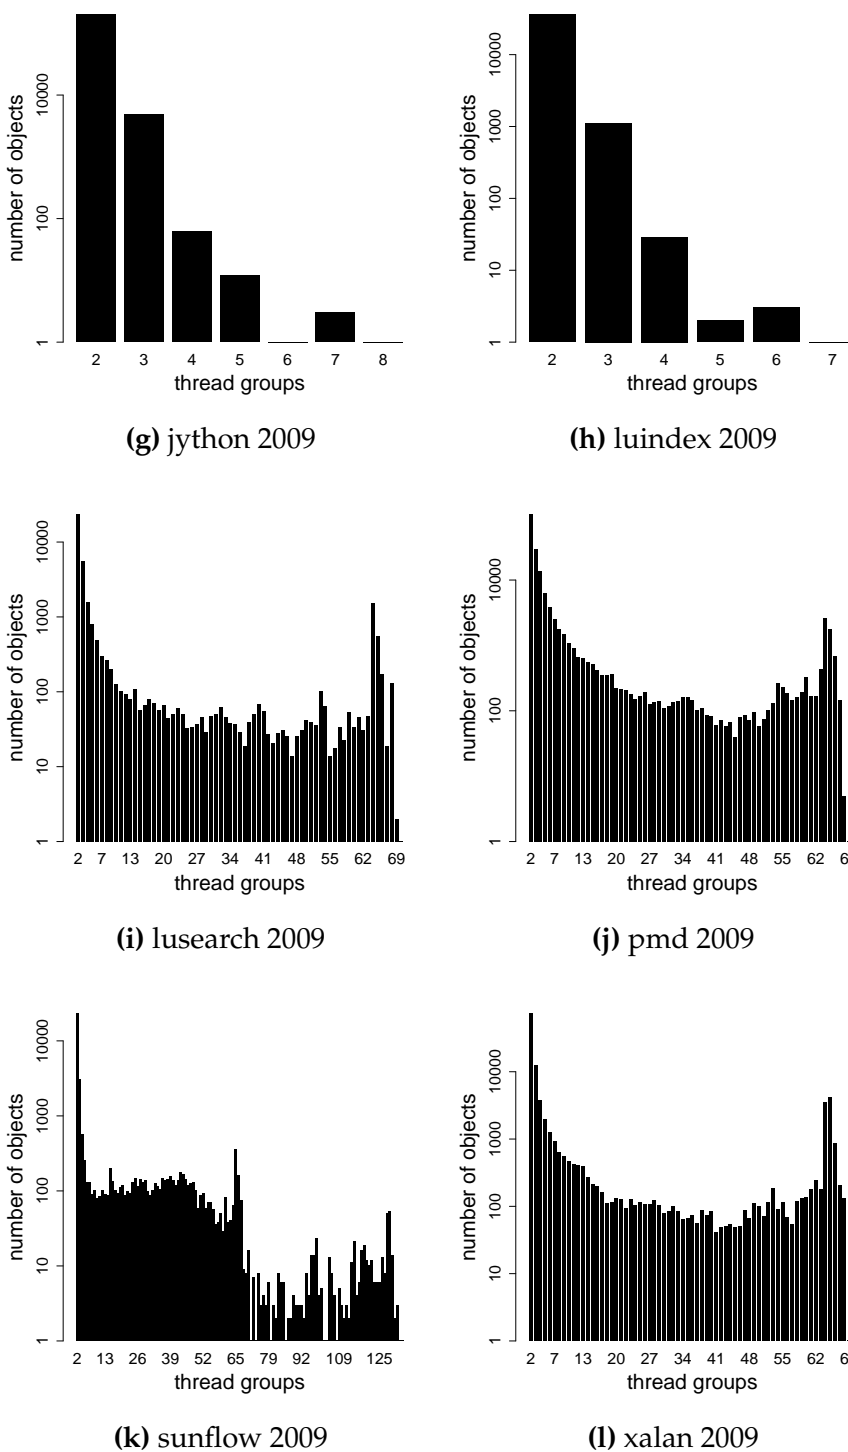 number of objects
1 100 10000
2 3 4 5 6 7 8
thread groups
(g) jython 2009
number of objects
1 10 100 1000 10000
2 3 4 5 6 7
thread groups
(h) luindex 2009
number of objects
1 10 100 1000 10000
2 7 13 20 27 34 41 48 55 62 69
thread groups
(i) lusearch 2009
number of objects
1 100 10000
2 7 13 20 27 34 41 48 55 62 6
thread groups
(j) pmd 2009
number of objects
1 10 100 1000 10000
2 13 26 39 52 65 79 92 109 125
thread groups
(k) sunflow 2009
number of objects
1 10 100 1000 10000
2 7 13 20 27 34 41 48 55 62 6
thread groups
(l) xalan 2009